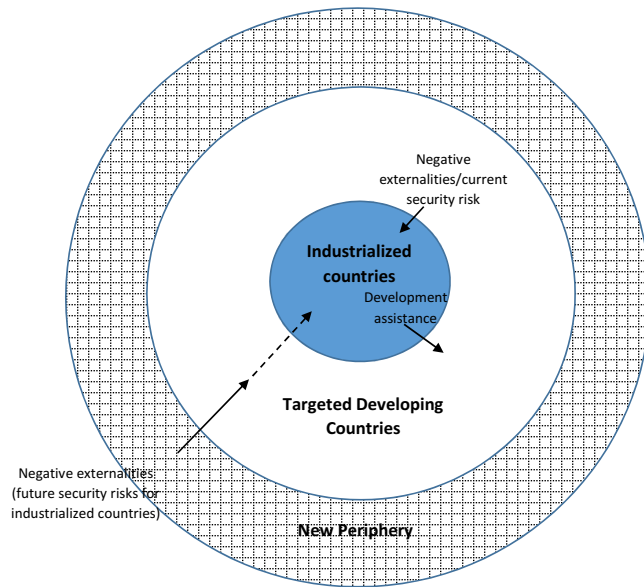 Negative
externalities/current
security risk
Industrialized
countries
Development
assistance
Targeted Developing
Countries
Negative externalities
(future security risks for
industrialized countries)
New Periphery